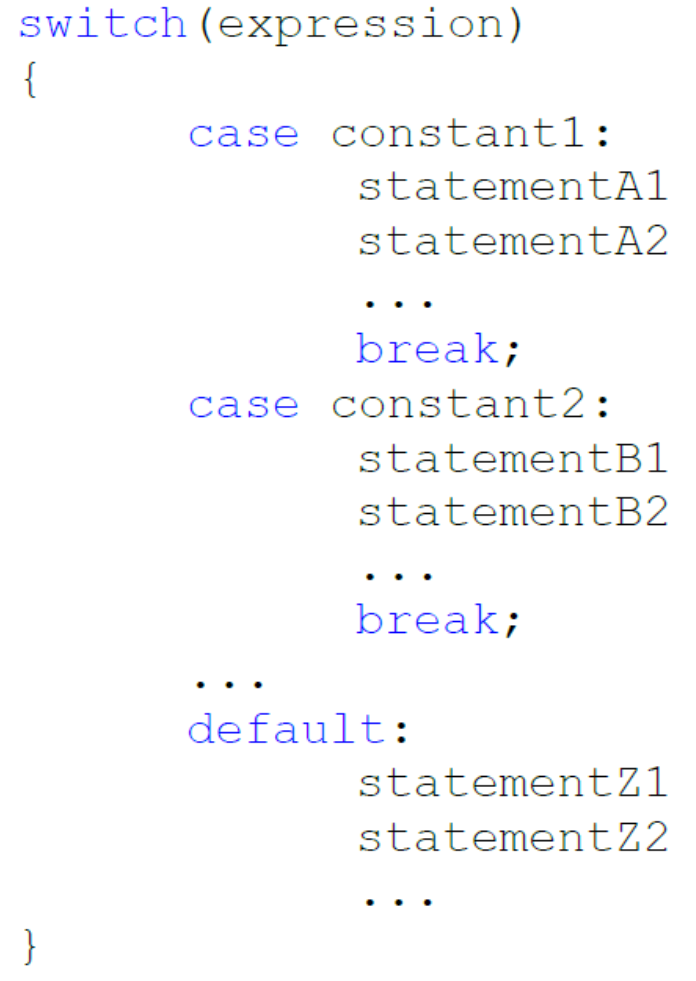 switch(expression)
{
case constant1:
statementA1
statementA2
...
break;
case constant2:
statementB1
statementB2
...
break;
...
default:
statementZ1
statementZ2
...
}